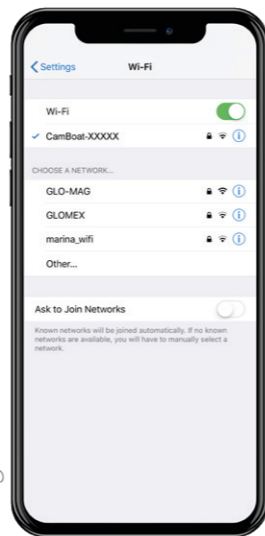 Settings
Wi-Fi
Wi-Fi
CamBoat-XXXXX
CHOOSE A NETWORK...
GLO-MAG
GLOMEX
marina_wifi
Other...
Ask to Join Networks
Known networks will be joined automatically. If no known
networks are available, you will have to manually select a
network.